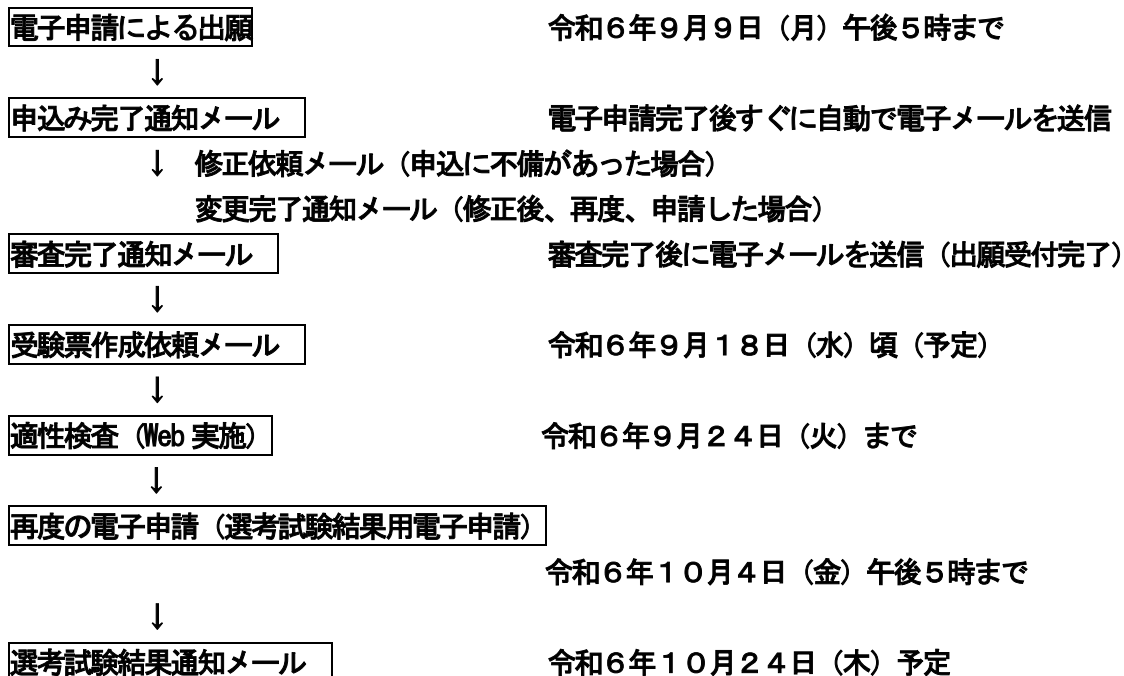 電子申請による出願　令和６年９月９日（月）午後５時まで
↓
申込み完了通知メール　電子申請完了後すぐに自動で電子メールを送信
↓　修正依頼メール（申込に不備があった場合）
変更完了通知メール（修正後、再度、申請した場合）
審査完了通知メール　審査完了後に電子メールを送信（出願受付完了）
↓
受験票作成依頼メール　令和６年９月１８日（水）頃（予定）
↓
適性検査（Web 実施）　令和６年９月２４日（火）まで
↓
再度の電子申請（選考試験結果用電子申請）
令和６年１０月４日（金）午後５時まで
↓
選考試験結果通知メール　令和６年１０月２４日（木）予定